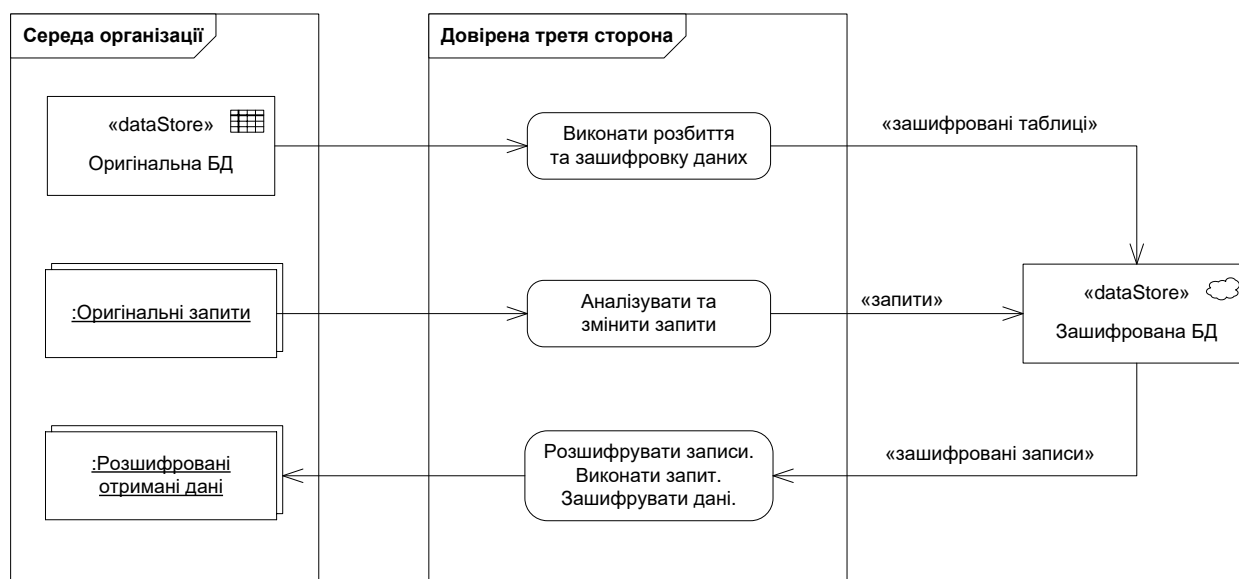 Середа організації
Довірена третя сторона
«dataStore»
Оригінальна БД
Виконати розбиття
та зашифровку даних
«зашифровані таблиці»
:Оригінальні запити
Аналізувати та
змінити запити
«запити»
«dataStore»
Зашифрована БД
:Розшифровані
отримані дані
Розшифрувати записи.
Виконати запит.
Зашифрувати дані.
«зашифровані записи»